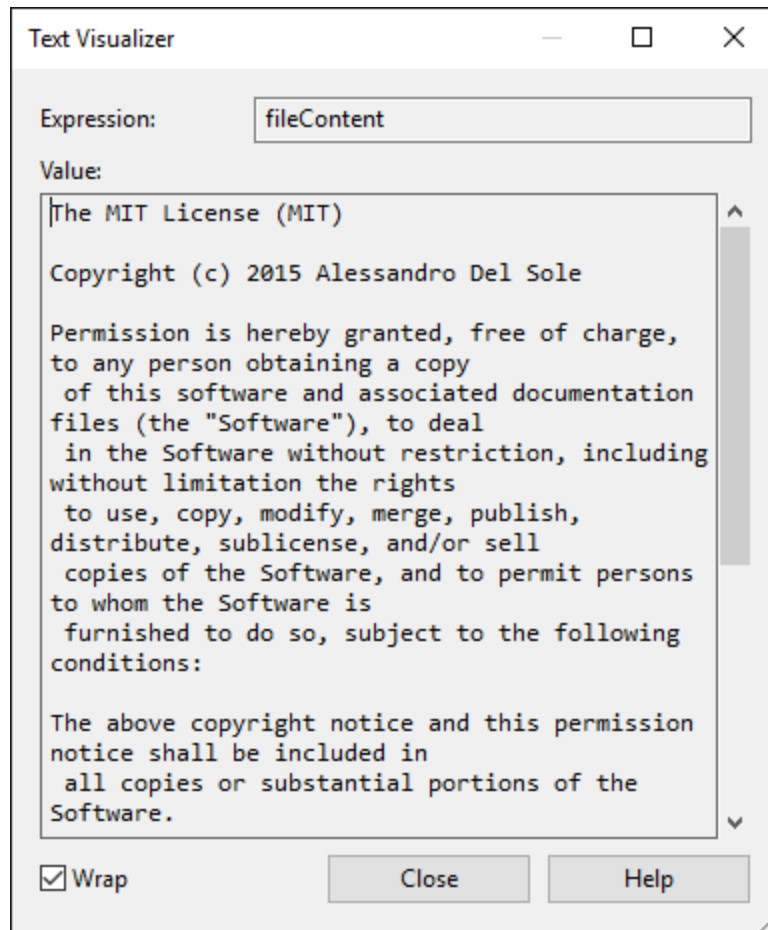 Text Visualizer
Expression:
fileContent
Value:
The MIT License (MIT)
Copyright (c) 2015 Alessandro Del Sole
Permission is hereby granted, free of charge,
to any person obtaining a copy
of this software and associated documentation
files (the "Software"), to deal
in the Software without restriction, including
without limitation the rights
to use, copy, modify, merge, publish,
distribute, sublicense, and/or sell
copies of the Software, and to permit persons
to whom the Software is
furnished to do so, subject to the following
conditions:
The above copyright notice and this permission
notice shall be included in
all copies or substantial portions of the
Software.
Wrap
Close
Help